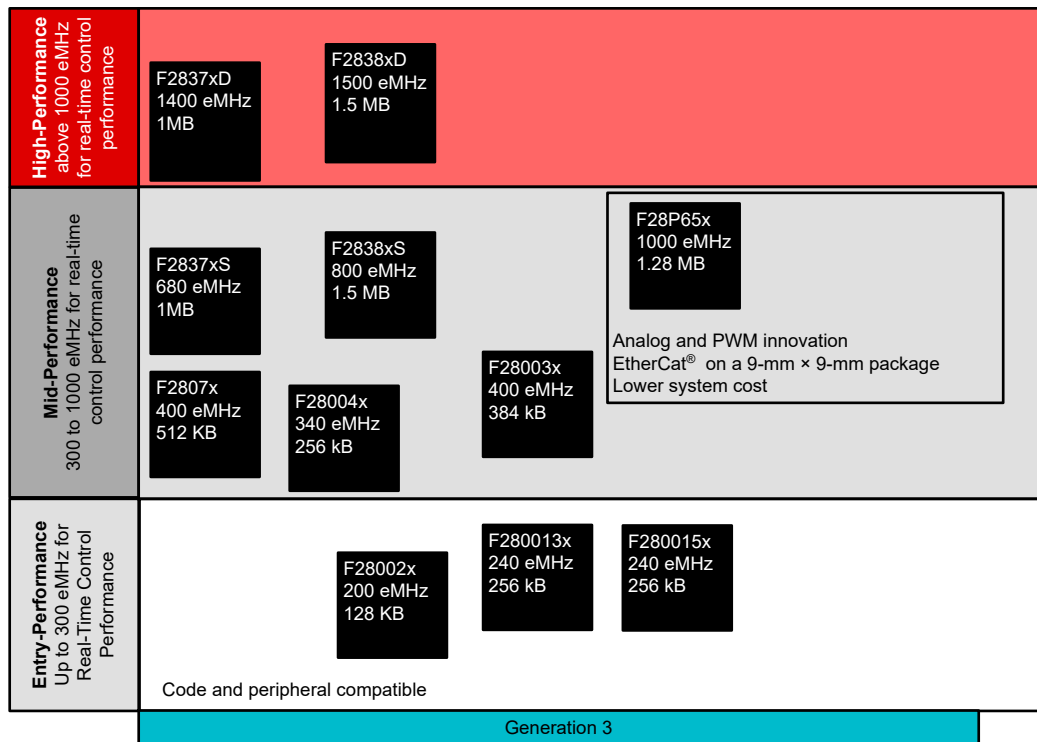 High-Performance
above 1000 eMHz
for real-time control
performance
F2837xD
1400 eMHz
1MB
F2838xD
1500 eMHz
1.5 MB
Mid-Performance
300 to 1000 eMHz for real-time
control performance
F2837xS
680 eMHz
1MB
F2838xS
800 eMHz
1.5 MB
F28P65x
1000 eMHz
1.28 MB
Analog and PWM innovation
EtherCat® on a 9-mm × 9-mm package
Lower system cost
F2807x
400 eMHz
512 KB
F28004x
340 eMHz
256 kB
F28003x
400 eMHz
384 kB
Entry-Performance
Up to 300 eMHz for
Real-Time Control
Performance
F28002x
200 eMHz
128 KB
F280013x
240 eMHz
256 kB
F280015x
240 eMHz
256 kB
Code and peripheral compatible
Generation 3